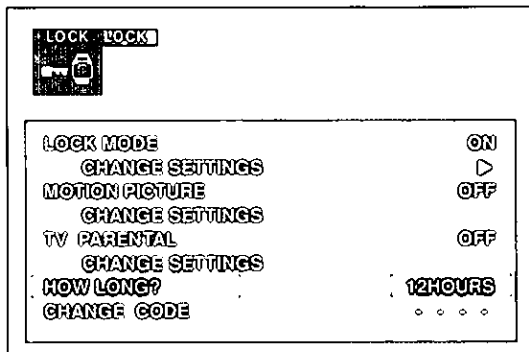 LOCK LOCK
LOCK MODE ON
CHANGE SETTINGS ▷
MOTION PICTURE OFF
CHANGE SETTINGS
TV PARENTAL OFF
CHANGE SETTINGS
HOW LONG? 12HOURS
CHANGE CODE ○ ○ ○ ○